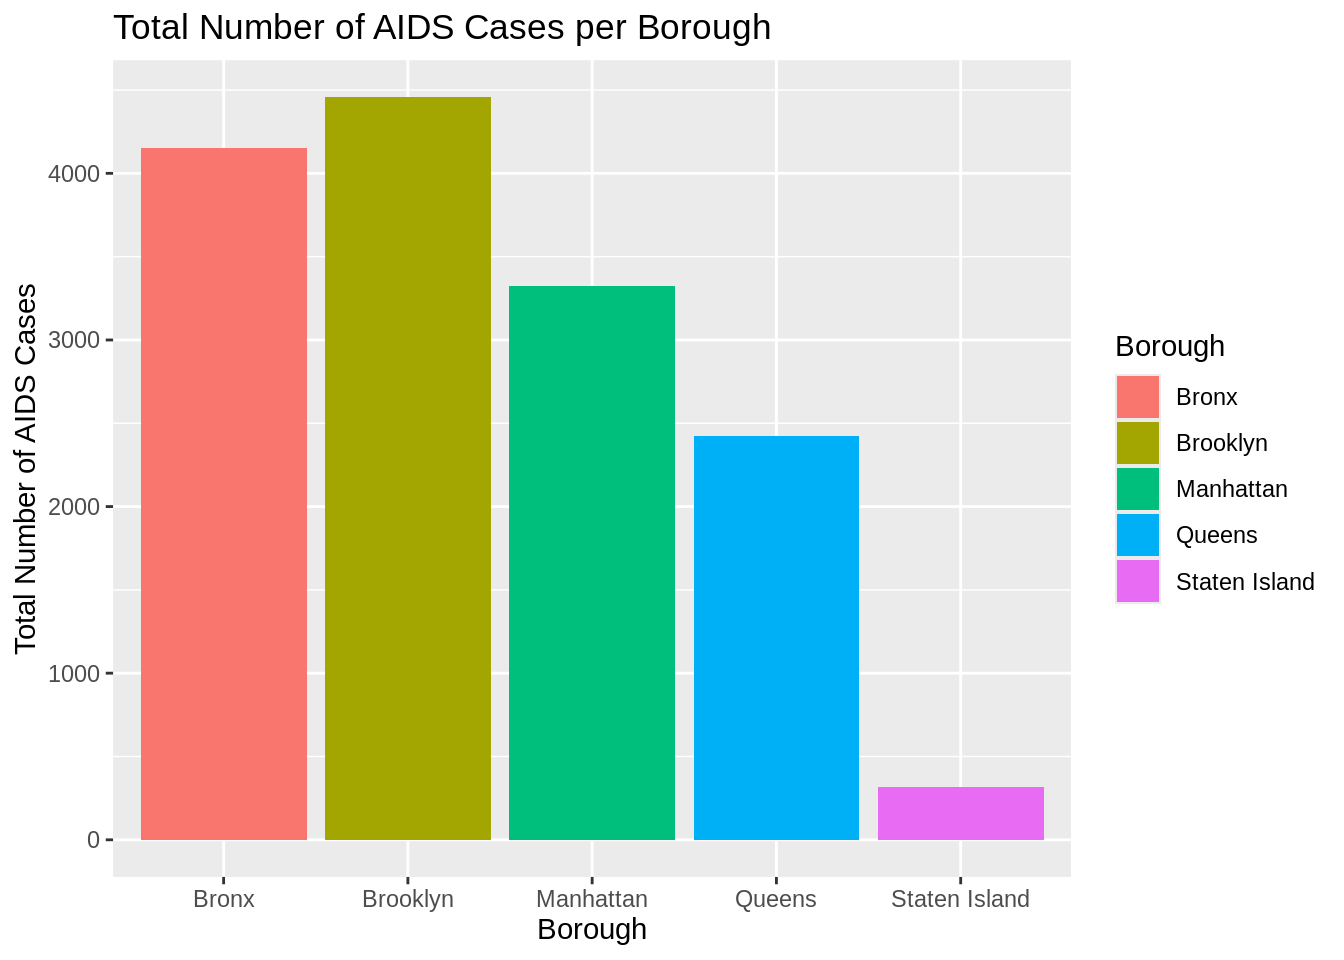 Total Number of AIDS Cases per Borough
Total Number of AIDS Cases
4000
3000
2000
1000
0
Bronx Brooklyn Manhattan Queens Staten Island
Borough
Borough
Bronx
Brooklyn
Manhattan
Queens
Staten Island